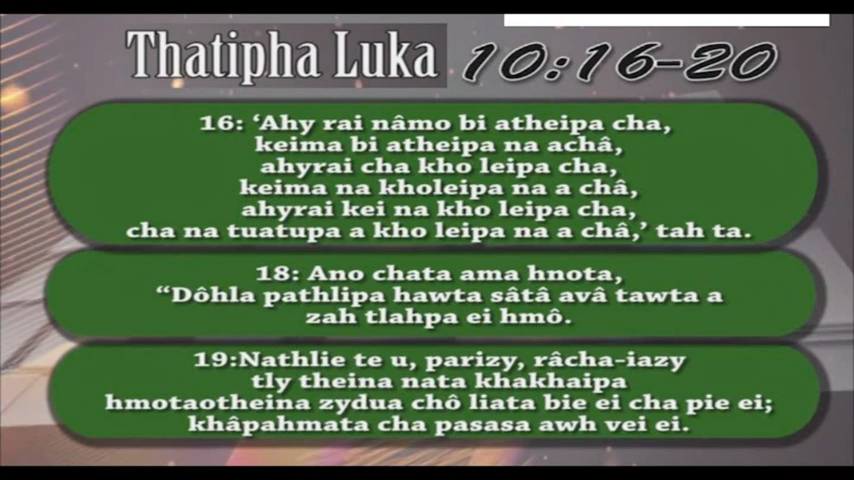 Thatipha Luka 10:16-20
16: ‘Ahy rai nâmo bi atheipa cha,
keima bi atheipa na achâ,
ahyrai cha kho leipa cha,
keima na kholeipa na a châ,
ahyrai kei na kho leipa cha,
cha na tuatupa a kho leipa na a châ,’ tah ta.
18: Ano chata ama hnota,
“Dôhla pathlipa hawta sâtâ avâ tawta a
zah tlahpa ei hmô.
19:Nathlie te u, parizy, râcha-iazy
tly theina nata khakhaipa
hmotaotheina zydua chô liata bie ei cha pie ei;
khâpahmata cha pasasa awh vei ei.